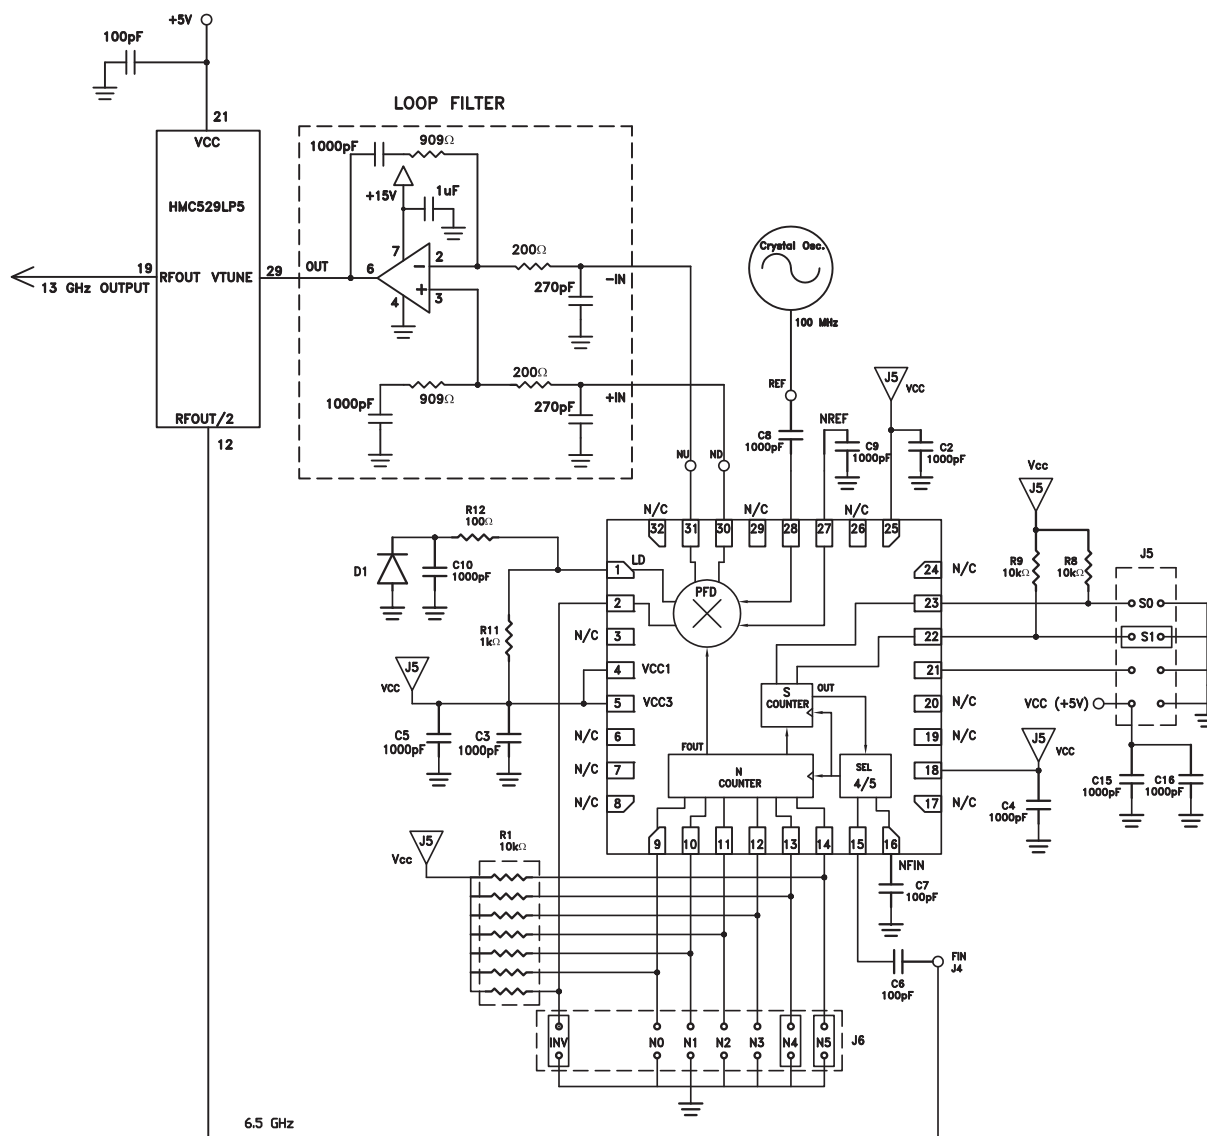 +5V
100pF
21
VCC
HMC529LP5
19
RFOUT VTUNE
29
13 GHz OUTPUT
RFOUT/2
12
LOOP FILTER
1000pF
909Ω
+15V
1uF
OUT
7
6
2
3
4
200Ω
270pF
-IN
200Ω
1000pF
909Ω
270pF
+IN
Crystal Osc.
100 MHz
REF
C8
1000pF
NREF
C9
1000pF
J5
VCC
C2
1000pF
NU
ND
N/C
N/C
N/C
32
31
30
29
28
27
26
25
R12
100Ω
D1
C10
1000pF
R11
1kΩ
J5
VCC
C5
1000pF
C3
1000pF
1
LD
2
N/C
3
4
VCC1
5
VCC3
N/C
6
N/C
7
N/C
8
PFD
S
COUNTER
OUT
FOUT
N
COUNTER
SEL
4/5
24
N/C
23
22
21
20
N/C
19
N/C
18
17
N/C
Vcc
J5
R9
10kΩ
R8
10kΩ
J5
S0
S1
VCC (+5V)
J5
VCC
C4
1000pF
C15
1000pF
C16
1000pF
9
10
11
12
13
14
15
16
NFIN
C7
100pF
J5
Vcc
R1
10kΩ
C6
100pF
FIN
J4
INV
N0
N1
N2
N3
N4
N5
J6
6.5 GHz